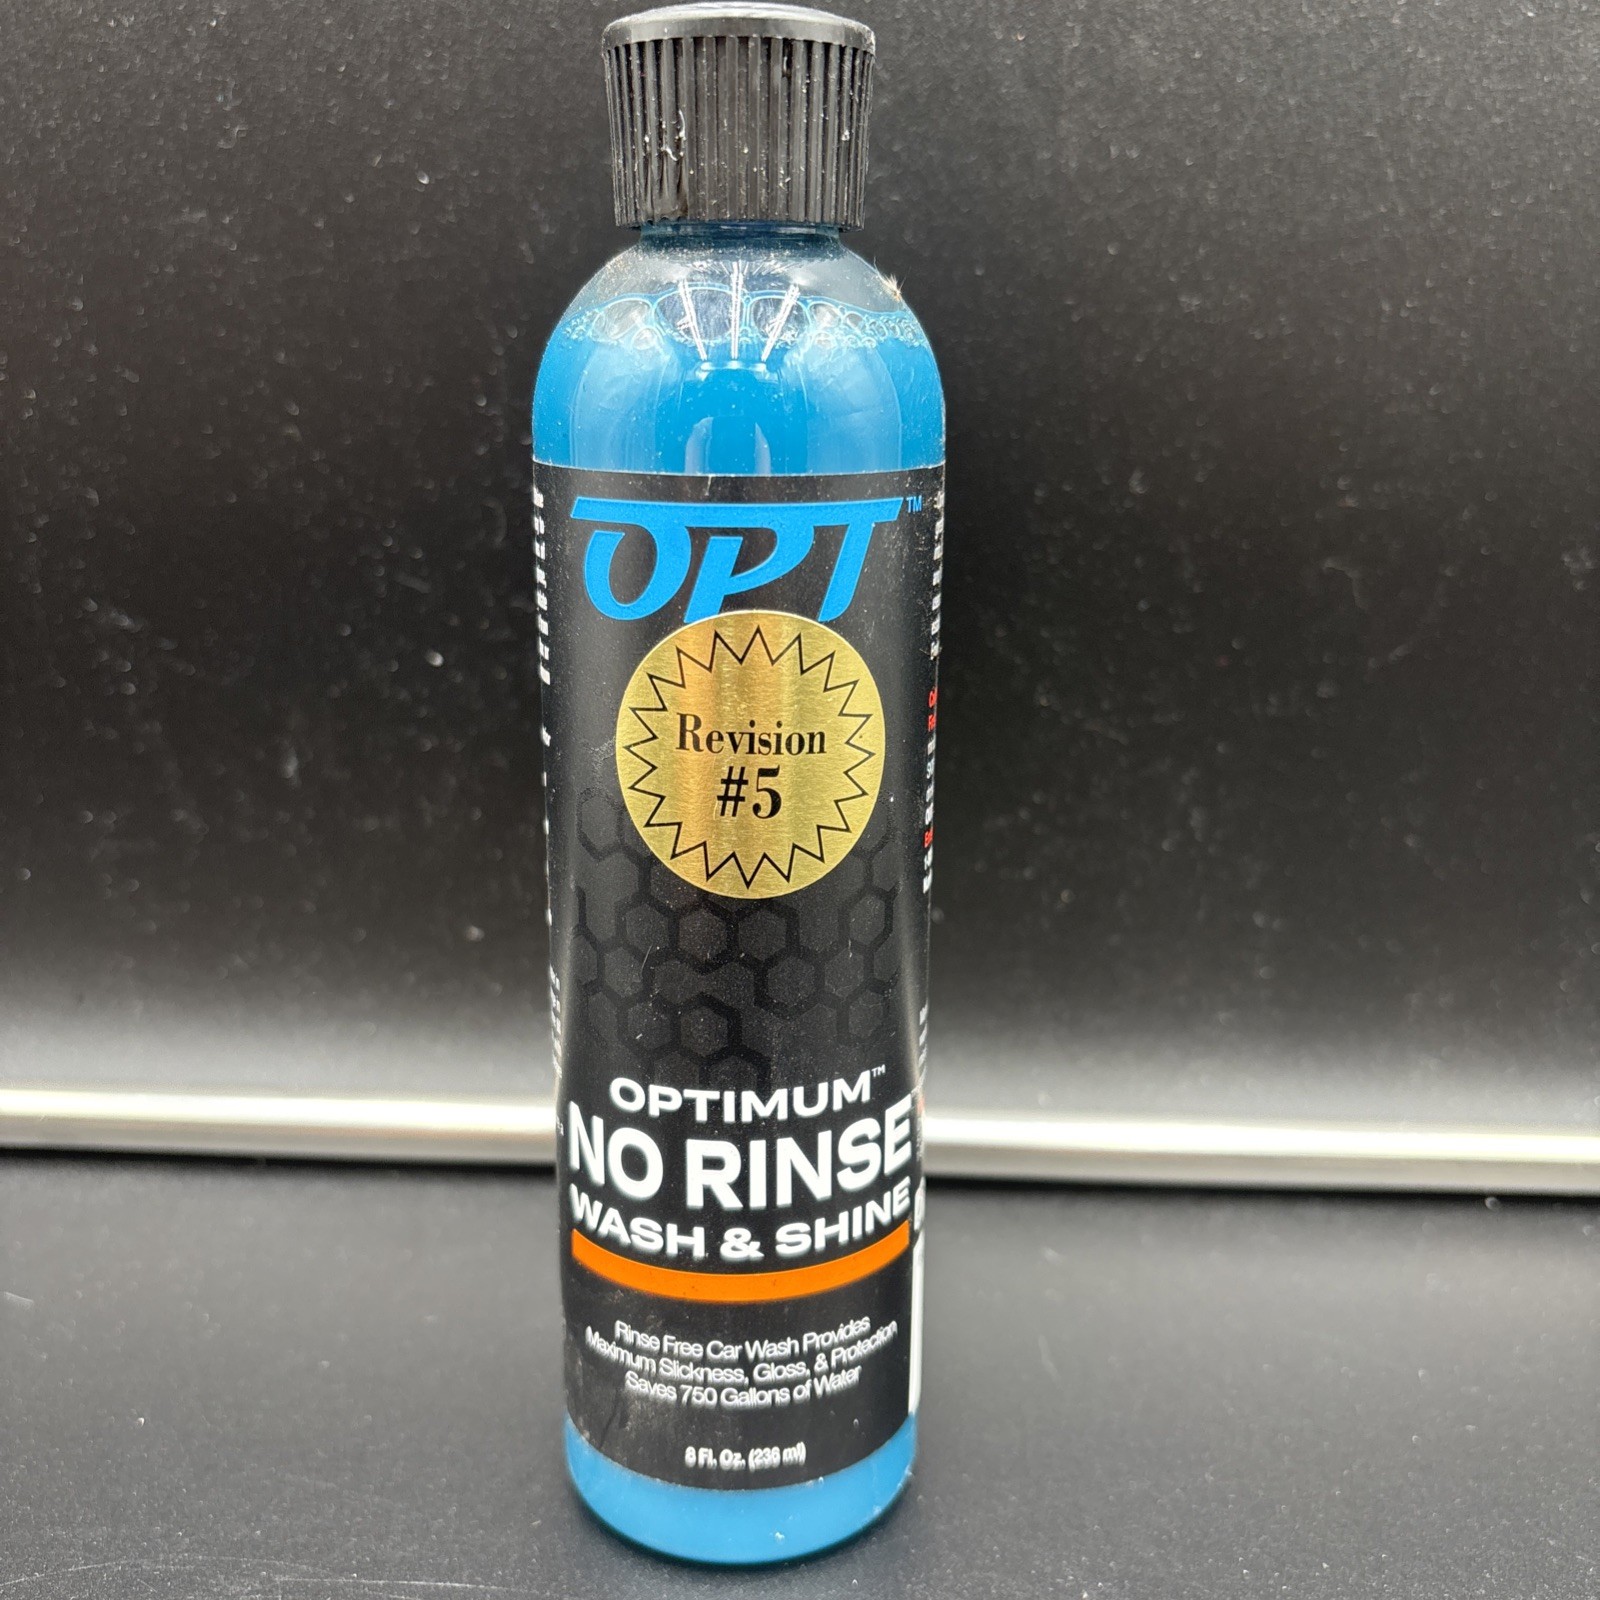 OPT™
Revision
#5
OPTIMUM™
NO RINSE
WASH & SHINE
Rinse Free Car Wash Provides
Maximum Slickness, Gloss, & Protection
Saves 750 Gallons of Water
8 Fl. Oz. (236 ml)